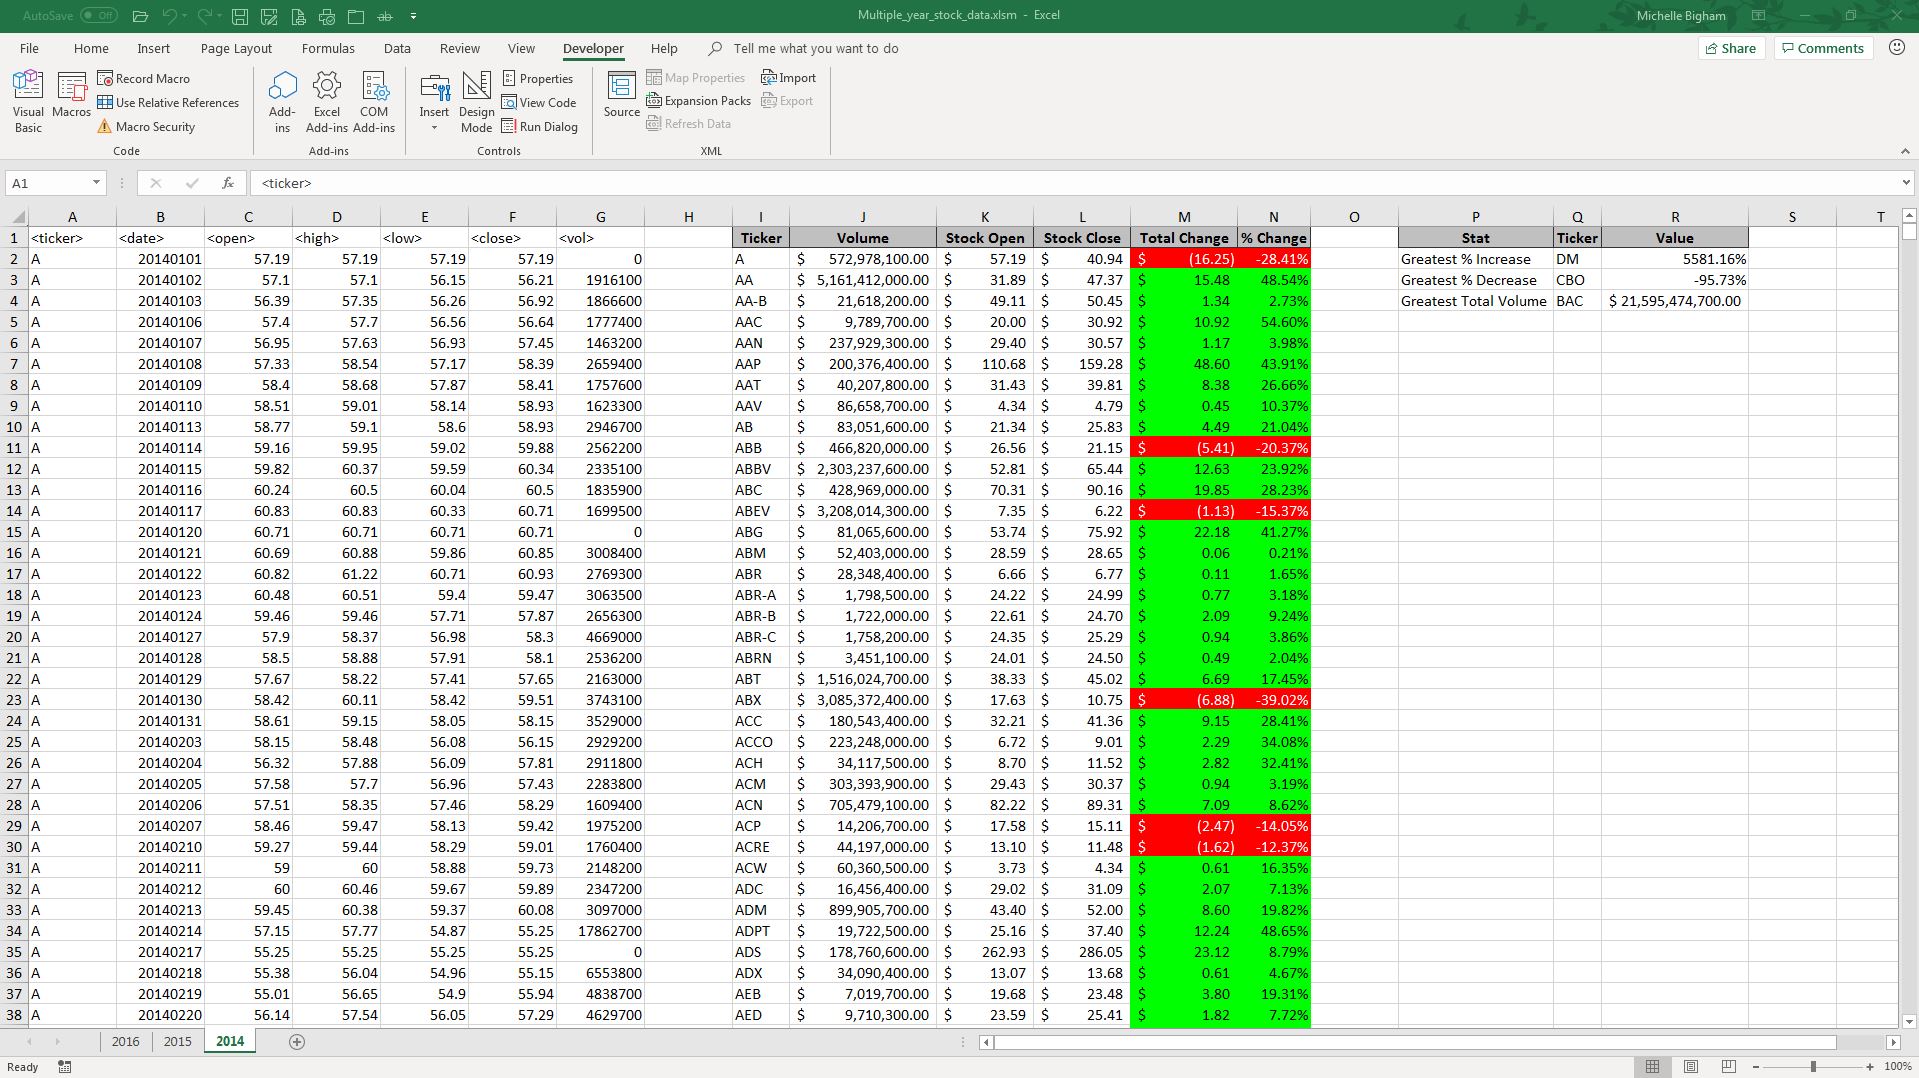 AutoSave Off Multiple_year_stock_data.xlsm - Excel Michelle Bigham
File Home Insert Page Layout Formulas Data Review View Developer Help Tell me what you want to do Share Comments
Visual Basic Macros Record Macro Use Relative References Macro Security Add-ins Excel Add-ins COM Add-ins Insert Design Mode Properties View Code Run Dialog Source Map Properties Expansion Packs Refresh Data Import Export
Code Add-ins Controls XML
A1 fx <ticker>
A B C D E F G H I J K L M N O P Q R S T
1 <ticker> <date> <open> <high> <low> <close> <vol> Ticker Volume Stock Open Stock Close Total Change % Change Stat Ticker Value
2 A 20140101 57.19 57.19 57.19 57.19 0 A $ 572,978,100.00 $ 57.19 $ 40.94 $ (16.25) -28.41% Greatest % Increase DM 5581.16%
3 A 20140102 57.1 57.1 56.15 56.21 1916100 AA $ 5,161,412,000.00 $ 31.89 $ 47.37 $ 15.48 48.54% Greatest % Decrease CBO -95.73%
4 A 20140103 56.39 57.35 56.26 56.92 1866600 AA-B $ 21,618,200.00 $ 49.11 $ 50.45 $ 1.34 2.73% Greatest Total Volume BAC $ 21,595,474,700.00
5 A 20140106 57.4 57.7 56.56 56.64 1777400 AAC $ 9,789,700.00 $ 20.00 $ 30.92 $ 10.92 54.60%
6 A 20140107 56.95 57.63 56.93 57.45 1463200 AAN $ 237,929,300.00 $ 29.40 $ 30.57 $ 1.17 3.98%
7 A 20140108 57.33 58.54 57.17 58.39 2659400 AAP $ 200,376,400.00 $ 110.68 $ 159.28 $ 48.60 43.91%
8 A 20140109 58.4 58.68 57.87 58.41 1757600 AAT $ 40,207,800.00 $ 31.43 $ 39.81 $ 8.38 26.66%
9 A 20140110 58.51 59.01 58.14 58.93 1623300 AAV $ 86,658,700.00 $ 4.34 $ 4.79 $ 0.45 10.37%
10 A 20140113 58.77 59.1 58.6 58.93 2946700 AB $ 83,051,600.00 $ 21.34 $ 25.83 $ 4.49 21.04%
11 A 20140114 59.16 59.95 59.02 59.88 2562200 ABB $ 466,820,000.00 $ 26.56 $ 21.15 $ (5.41) -20.37%
12 A 20140115 59.82 60.37 59.59 60.34 2335100 ABBV $ 2,303,237,600.00 $ 52.81 $ 65.44 $ 12.63 23.92%
13 A 20140116 60.24 60.5 60.04 60.5 1835900 ABC $ 428,969,000.00 $ 70.31 $ 90.16 $ 19.85 28.23%
14 A 20140117 60.83 60.83 60.33 60.71 1699500 ABEV $ 3,208,014,300.00 $ 7.35 $ 6.22 $ (1.13) -15.37%
15 A 20140120 60.71 60.71 60.71 60.71 0 ABG $ 81,065,600.00 $ 53.74 $ 75.92 $ 22.18 41.27%
16 A 20140121 60.69 60.88 59.86 60.85 3008400 ABM $ 52,403,000.00 $ 28.59 $ 28.65 $ 0.06 0.21%
17 A 20140122 60.82 61.22 60.71 60.93 2769300 ABR $ 28,348,400.00 $ 6.66 $ 6.77 $ 0.11 1.65%
18 A 20140123 60.48 60.51 59.4 59.47 3063500 ABR-A $ 1,798,500.00 $ 24.22 $ 24.99 $ 0.77 3.18%
19 A 20140124 59.46 59.46 57.71 57.87 2656300 ABR-B $ 1,722,000.00 $ 22.61 $ 24.70 $ 2.09 9.24%
20 A 20140127 57.9 58.37 56.98 58.3 4669000 ABR-C $ 1,758,200.00 $ 24.35 $ 25.29 $ 0.94 3.86%
21 A 20140128 58.5 58.88 57.91 58.1 2536200 ABRN $ 3,451,100.00 $ 24.01 $ 24.50 $ 0.49 2.04%
22 A 20140129 57.67 58.22 57.41 57.65 2163000 ABT $ 1,516,024,700.00 $ 38.33 $ 45.02 $ 6.69 17.45%
23 A 20140130 58.42 60.11 58.42 59.51 3743100 ABX $ 3,085,372,400.00 $ 17.63 $ 10.75 $ (6.88) -39.02%
24 A 20140131 58.61 59.15 58.05 58.15 3529000 ACC $ 180,543,400.00 $ 32.21 $ 41.36 $ 9.15 28.41%
25 A 20140203 58.15 58.48 56.08 56.15 2929200 ACCO $ 223,248,000.00 $ 6.72 $ 9.01 $ 2.29 34.08%
26 A 20140204 56.32 57.88 56.09 57.81 2911800 ACH $ 34,117,500.00 $ 8.70 $ 11.52 $ 2.82 32.41%
27 A 20140205 57.58 57.7 56.96 57.43 2283800 ACM $ 303,393,900.00 $ 29.43 $ 30.37 $ 0.94 3.19%
28 A 20140206 57.51 58.35 57.46 58.29 1609400 ACN $ 705,479,100.00 $ 82.22 $ 89.31 $ 7.09 8.62%
29 A 20140207 58.46 59.47 58.13 59.42 1975200 ACP $ 14,206,700.00 $ 17.58 $ 15.11 $ (2.47) -14.05%
30 A 20140210 59.27 59.44 58.29 59.01 1760400 ACRE $ 44,197,000.00 $ 13.10 $ 11.48 $ (1.62) -12.37%
31 A 20140211 59 60 58.88 59.73 2148200 ACW $ 60,360,500.00 $ 3.73 $ 4.34 $ 0.61 16.35%
32 A 20140212 60 60.46 59.67 59.89 2347200 ADC $ 16,456,400.00 $ 29.02 $ 31.09 $ 2.07 7.13%
33 A 20140213 59.45 60.38 59.37 60.08 3097000 ADM $ 899,905,700.00 $ 43.40 $ 52.00 $ 8.60 19.82%
34 A 20140214 57.15 57.77 54.87 55.25 17862700 ADPT $ 19,722,500.00 $ 25.16 $ 37.40 $ 12.24 48.65%
35 A 20140217 55.25 55.25 55.25 55.25 0 ADS $ 178,760,600.00 $ 262.93 $ 286.05 $ 23.12 8.79%
36 A 20140218 55.38 56.04 54.96 55.15 6553800 ADX $ 34,090,400.00 $ 13.07 $ 13.68 $ 0.61 4.67%
37 A 20140219 55.01 56.65 54.9 55.94 4838700 AEB $ 7,019,700.00 $ 19.68 $ 23.48 $ 3.80 19.31%
38 A 20140220 56.14 57.54 56.05 57.29 4629700 AED $ 9,710,300.00 $ 23.59 $ 25.41 $ 1.82 7.72%
2016 2015 2014
Ready 100%